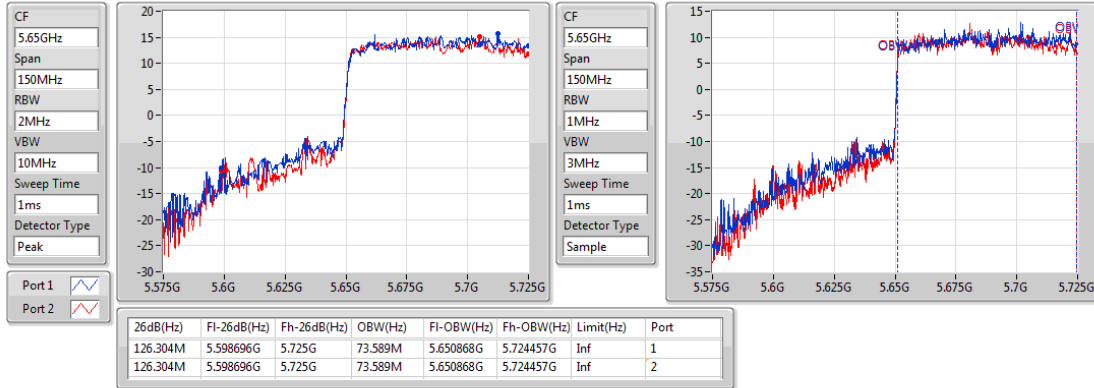 CF
5.65GHz
Span
150MHz
RBW
2MHz
VBW
10MHz
Sweep Time
1ms
Detector Type
Peak
Port 1
Port 2
20
15
10
5
0
-5
-10
-15
-20
-25
-30
5.575G 5.6G 5.625G 5.65G 5.675G 5.7G 5.725G
CF
5.65GHz
Span
150MHz
RBW
1MHz
VBW
3MHz
Sweep Time
1ms
Detector Type
Sample
15
10
5
0
-5
-10
-15
-20
-25
-30
-35
OBW
OBW
5.575G 5.6G 5.625G 5.65G 5.675G 5.7G 5.725G
26dB(Hz) Fl-26dB(Hz) Fh-26dB(Hz) OBW(Hz) Fl-OBW(Hz) Fh-OBW(Hz) Limit(Hz) Port
126.304M 5.598696G 5.725G 73.589M 5.650868G 5.724457G Inf 1
126.304M 5.598696G 5.725G 73.589M 5.650868G 5.724457G Inf 2